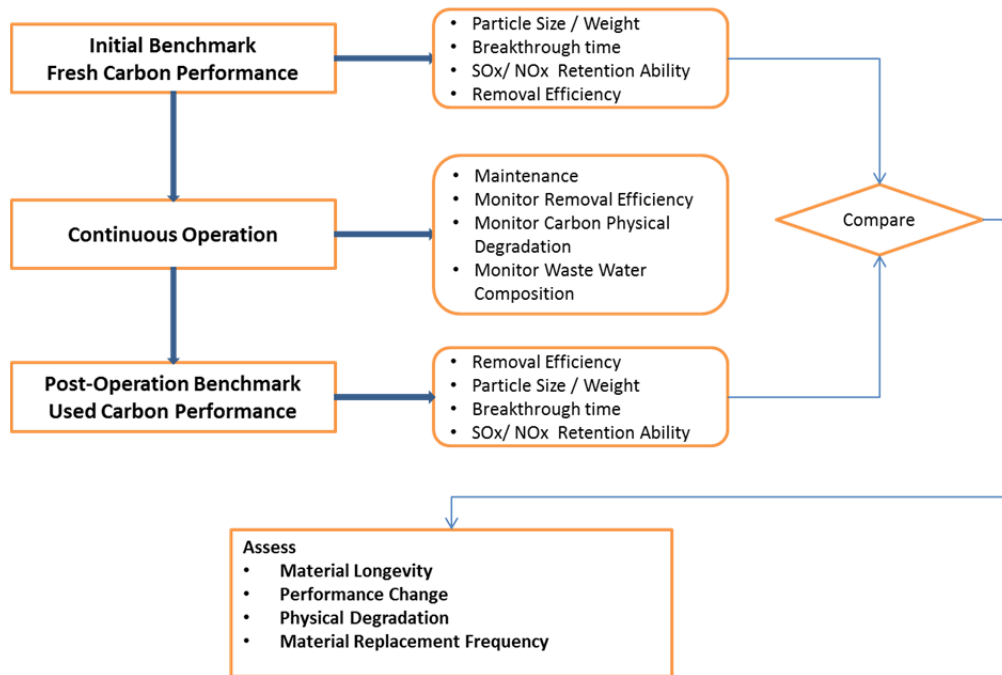 Initial Benchmark
Fresh Carbon Performance
• Particle Size / Weight
• Breakthrough time
• SOx/ NOx Retention Ability
• Removal Efficiency
Continuous Operation
• Maintenance
• Monitor Removal Efficiency
• Monitor Carbon Physical
Degradation
• Monitor Waste Water
Composition
Compare
Post-Operation Benchmark
Used Carbon Performance
• Removal Efficiency
• Particle Size / Weight
• Breakthrough time
• SOx/ NOx Retention Ability
Assess
• Material Longevity
• Performance Change
• Physical Degradation
• Material Replacement Frequency